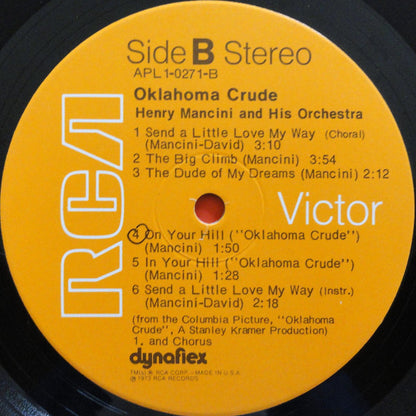 Side B Stereo
APL1-0271-B
Oklahoma Crude
Henry Mancini and His Orchestra
1 Send a Little Love My Way (Choral)
(Mancini-David) 3:10
2 The Big Climb (Mancini) 3:54
3 The Dude of My Dreams (Mancini) 2:12
RCA Victor
4 On Your Hill ("Oklahoma Crude")
(Mancini) 1:50
5 In Your Hill ("Oklahoma Crude")
(Mancini) 1:28
6 Send a Little Love My Way (Instr.)
(Mancini-David) 2:18
(from the Columbia Picture, "Oklahoma
Crude", A Stanley Kramer Production)
1. and Chorus
dynaflex
TM(s) ® RCA CORP.-MADE IN U.S.A.
℗ 1973 RCA RECORDS